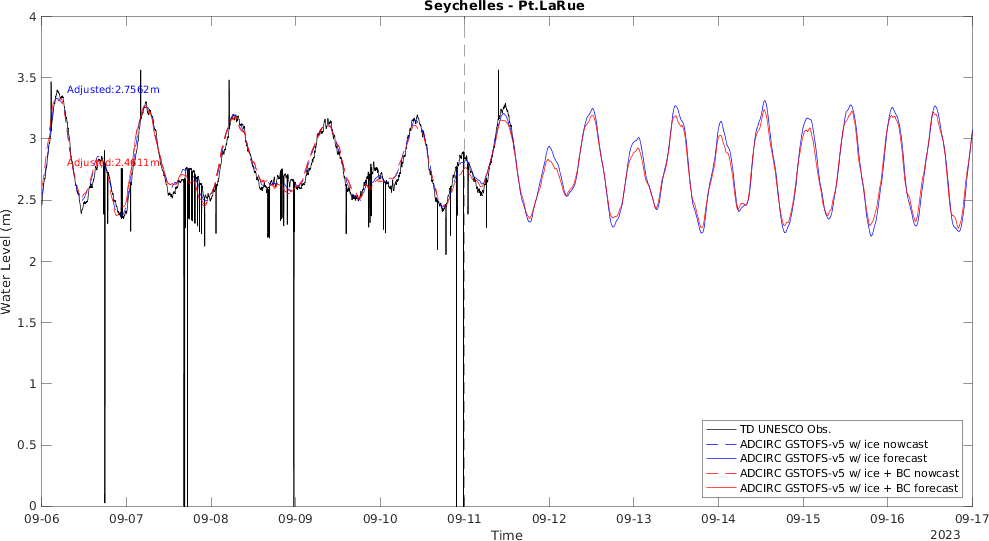 Seychelles - Pt.LaRue
4
3.5
3
2.5
2
1.5
1
0.5
0
Water Level (m)
Adjusted:2.7562m
Adjusted:2.4611m
TD UNESCO Obs.
ADCIRC GSTOFS-v5 w/ ice nowcast
ADCIRC GSTOFS-v5 w/ ice forecast
ADCIRC GSTOFS-v5 w/ ice + BC nowcast
ADCIRC GSTOFS-v5 w/ ice + BC forecast
09-06 09-07 09-08 09-09 09-10 09-11 09-12 09-13 09-14 09-15 09-16 09-17
Time
2023